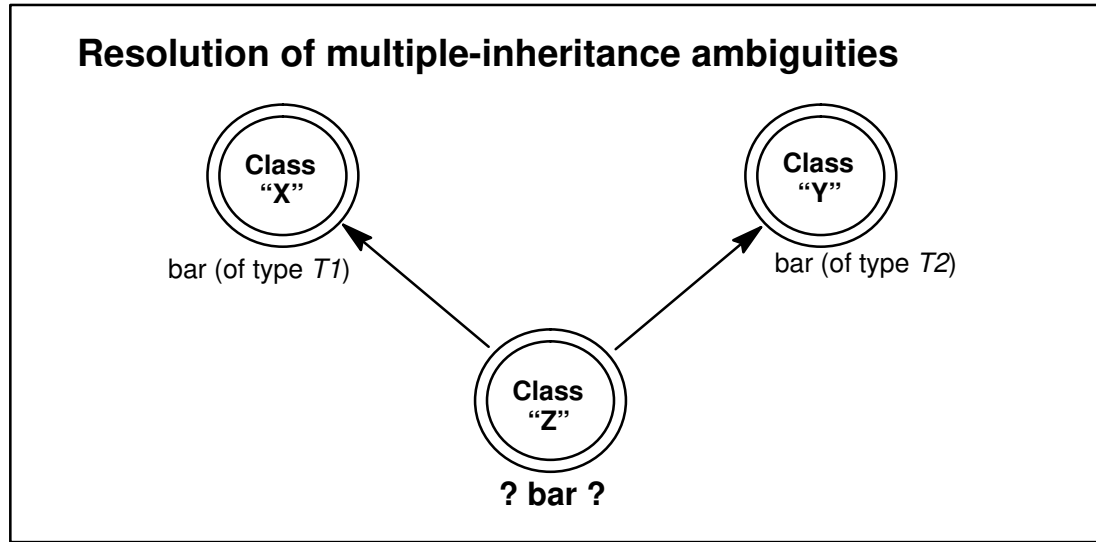 Resolution of multiple-inheritance ambiguities
Class
“X”
Class
“Y”
bar (of type T1)
bar (of type T2)
Class
“Z”
? bar ?